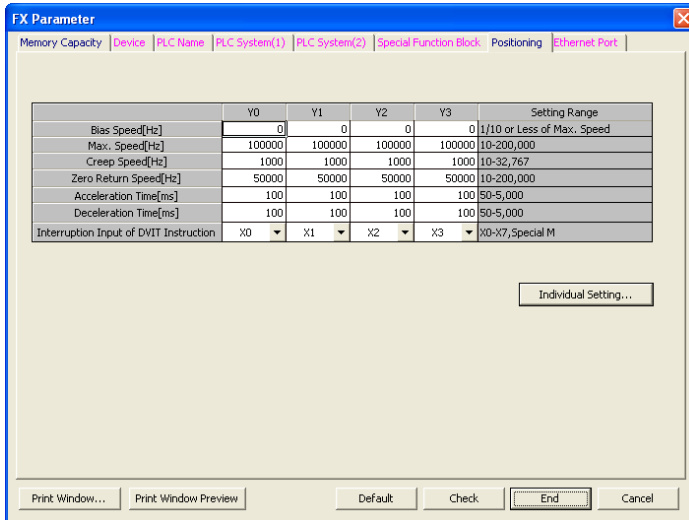 FX Parameter
Memory Capacity Device PLC Name PLC System(1) PLC System(2) Special Function Block Positioning Ethernet Port
Y0 Y1 Y2 Y3 Setting Range
Bias Speed[Hz] 0 0 0 0 1/10 or Less of Max. Speed
Max. Speed[Hz] 100000 100000 100000 100000 10-200,000
Creep Speed[Hz] 1000 1000 1000 1000 10-32,767
Zero Return Speed[Hz] 50000 50000 50000 50000 10-200,000
Acceleration Time[ms] 100 100 100 100 50-5,000
Deceleration Time[ms] 100 100 100 100 50-5,000
Interruption Input of DVIT Instruction X0 X1 X2 X3 X0-X7,Special M
Individual Setting...
Print Window... Print Window Preview Default Check End Cancel